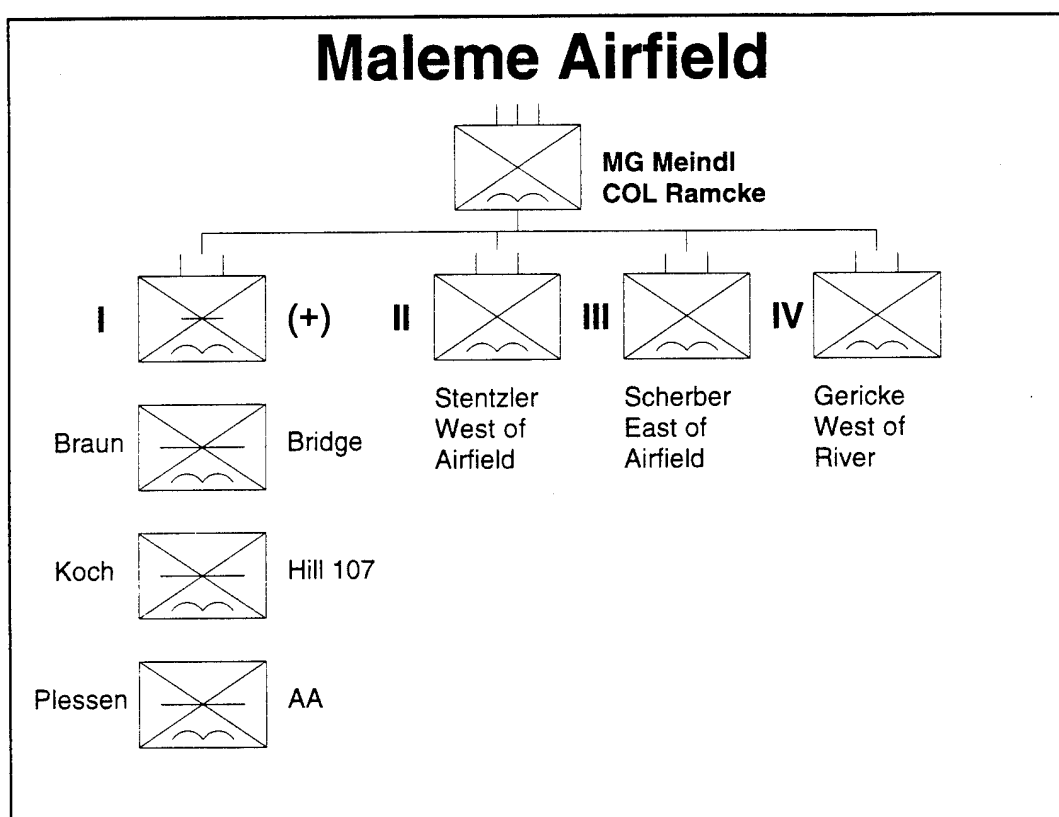 Maleme Airfield
MG Meindl
COL Ramcke
I
(+)
II
III
IV
Stentzler
West of
Airfield
Scherber
East of
Airfield
Gericke
West of
River
Braun
Bridge
Koch
Hill 107
Plessen
AA